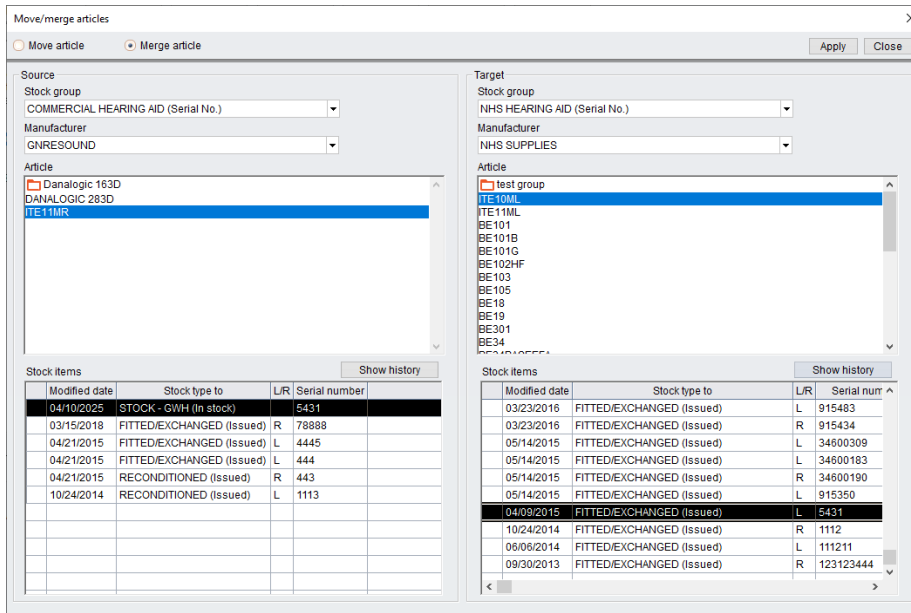 Move/merge articles
Move article Merge article Apply Close
Source
Stock group
COMMERCIAL HEARING AID (Serial No.)
Manufacturer
GNRESOUND
Article
Danalogic 163D
DANALOGIC 283D
ITE11MR
Stock items Show history
Modified date Stock type to L/R Serial number
04/10/2025 STOCK - GWH (In stock) 5431
03/15/2018 FITTED/EXCHANGED (Issued) R 78888
04/21/2015 FITTED/EXCHANGED (Issued) L 4445
04/21/2015 FITTED/EXCHANGED (Issued) L 444
04/21/2015 RECONDITIONED (Issued) R 443
10/24/2014 RECONDITIONED (Issued) L 1113
Target
Stock group
NHS HEARING AID (Serial No.)
Manufacturer
NHS SUPPLIES
Article
test group
ITE10ML
ITE11ML
BE101
BE101B
BE101G
BE102HF
BE103
BE105
BE18
BE19
BE301
BE34
Stock items Show history
Modified date Stock type to L/R Serial num
03/23/2016 FITTED/EXCHANGED (Issued) L 915483
03/23/2016 FITTED/EXCHANGED (Issued) R 915434
05/14/2015 FITTED/EXCHANGED (Issued) L 34600309
05/14/2015 FITTED/EXCHANGED (Issued) L 34600183
05/14/2015 FITTED/EXCHANGED (Issued) R 34600190
05/14/2015 FITTED/EXCHANGED (Issued) L 915350
04/09/2015 FITTED/EXCHANGED (Issued) L 5431
10/24/2014 FITTED/EXCHANGED (Issued) R 1112
06/06/2014 FITTED/EXCHANGED (Issued) L 111211
09/30/2013 FITTED/EXCHANGED (Issued) R 123123444